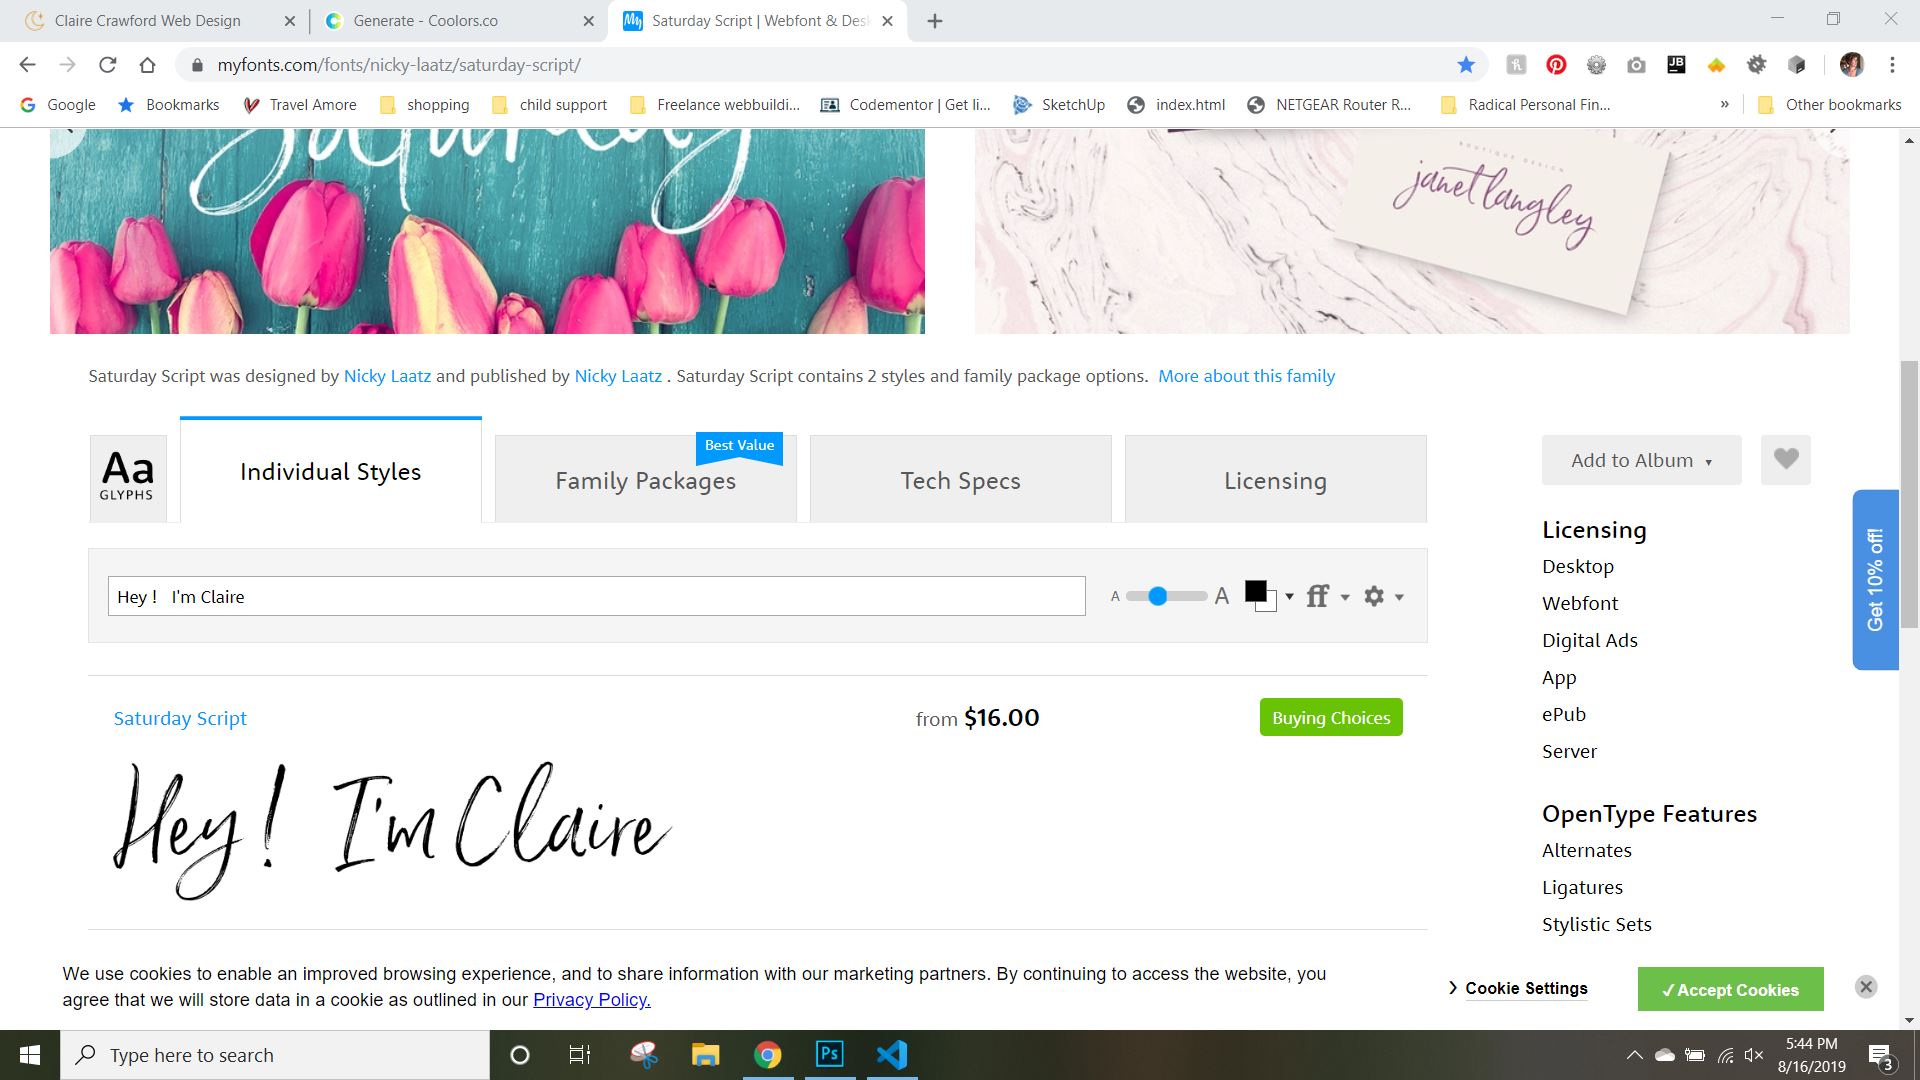 Claire Crawford Web Design
Generate - Coolors.co
Saturday Script | Webfont & Desk
myfonts.com/fonts/nicky-laatz/saturday-script/
Google
Bookmarks
Travel Amore
shopping
child support
Freelance webbuildi...
Codementor | Get li...
SketchUp
index.html
NETGEAR Router R...
Radical Personal Fin...
»
Other bookmarks
Saturday
BOUTIQUE DESIGN
janet langley
Saturday Script was designed by Nicky Laatz and published by Nicky Laatz . Saturday Script contains 2 styles and family package options. More about this family
Aa
GLYPHS
Individual Styles
Best Value
Family Packages
Tech Specs
Licensing
Add to Album
Hey !   I'm Claire
A
A
ff
Get 10% off!
Licensing
Desktop
Webfont
Digital Ads
App
ePub
Server
Saturday Script
from $16.00
Buying Choices
Hey ! I'm Claire
OpenType Features
Alternates
Ligatures
Stylistic Sets
We use cookies to enable an improved browsing experience, and to share information with our marketing partners. By continuing to access the website, you
agree that we will store data in a cookie as outlined in our Privacy Policy.
Cookie Settings
✓ Accept Cookies
Type here to search
Ps
5:44 PM
8/16/2019
3